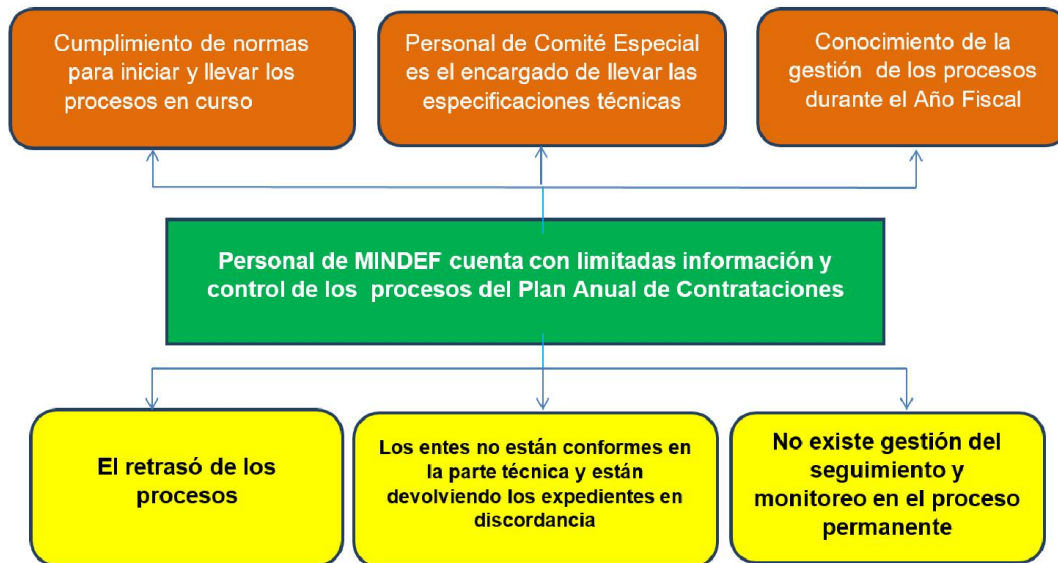 Cumplimiento de normas
para iniciar y llevar los
procesos en curso
Personal de Comité Especial
es el encargado de llevar las
especificaciones técnicas
Conocimiento de la
gestión de los procesos
durante el Año Fiscal
Personal de MINDEF cuenta con limitadas información y
control de los procesos del Plan Anual de Contrataciones
El retrasó de los
procesos
Los entes no están conformes en
la parte técnica y están
devolviendo los expedientes en
discordancia
No existe gestión del
seguimiento y
monitoreo en el proceso
permanente